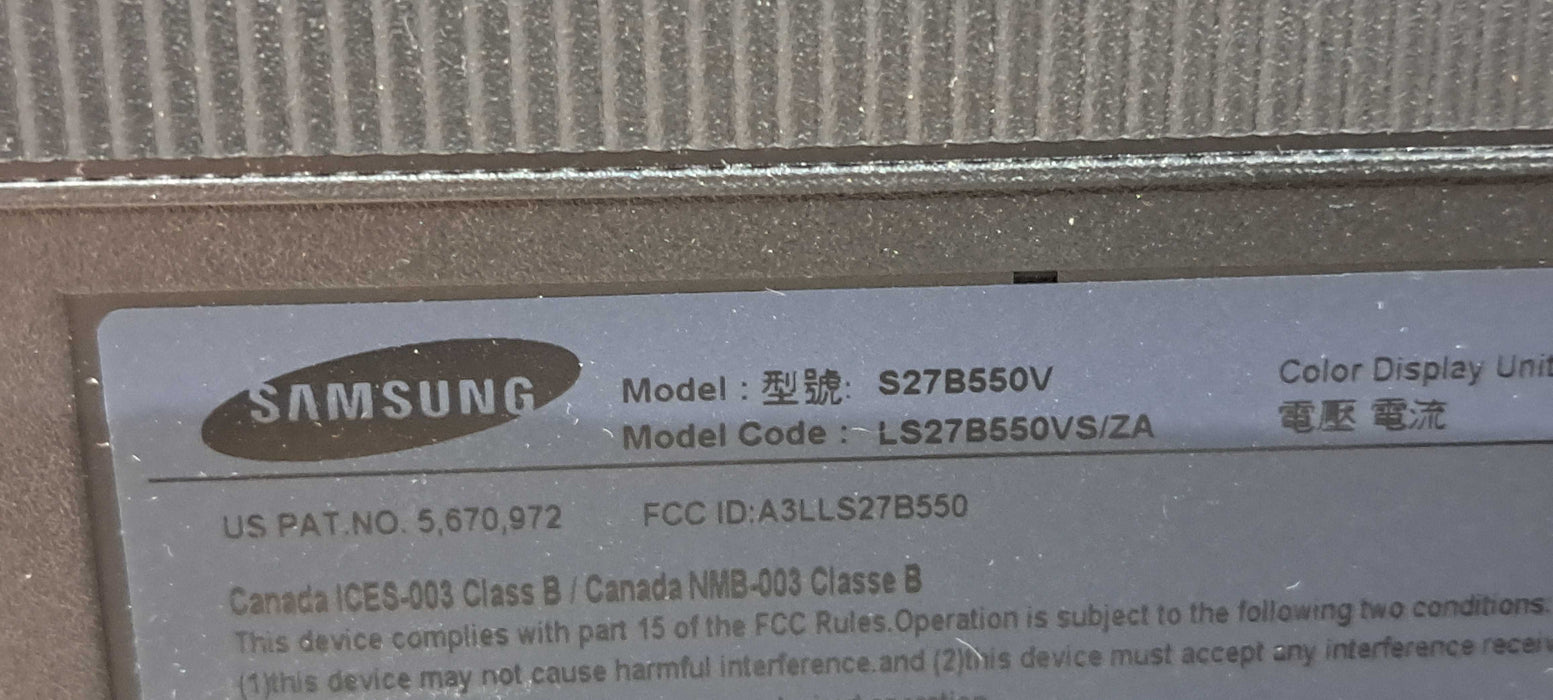 SAMSUNG
Model : 型號: S27B550V
Model Code : LS27B550VS/ZA
Color Display Unit
電壓 電流
US PAT.NO. 5,670,972 FCC ID:A3LLS27B550
Canada ICES-003 Class B / Canada NMB-003 Classe B
This device complies with part 15 of the FCC Rules.Operation is subject to the following two conditions.
(1)this device may not cause harmful interference.and (2)this device must accept any interference